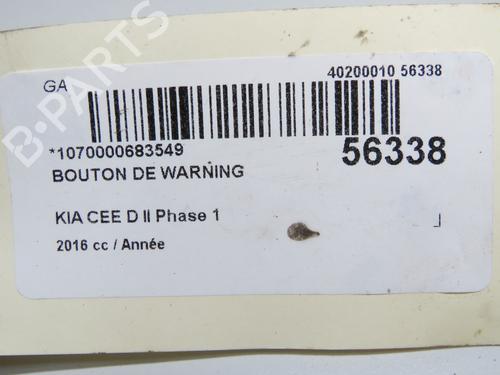 GA
40200010 56338
*1070000683549
56338
BOUTON DE WARNING
KIA CEE D II Phase 1
2016 cc / Année
B-PARTS